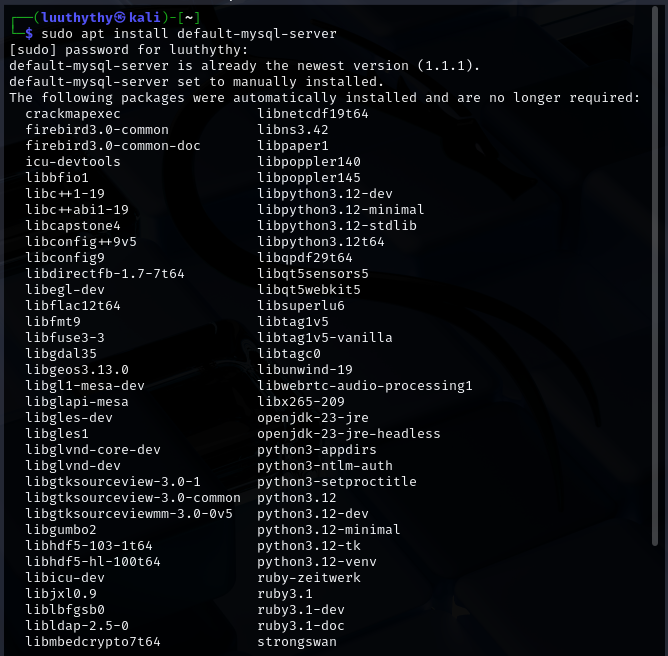 ┌──(luuthythy㉿kali)-[~]
└─$ sudo apt install default-mysql-server
[sudo] password for luuthythy:
default-mysql-server is already the newest version (1.1.1).
default-mysql-server set to manually installed.
The following packages were automatically installed and are no longer required:
crackmapexec libnetcdf19t64
firebird3.0-common libns3.42
firebird3.0-common-doc libpaper1
icu-devtools libpoppler140
libbfio1 libpoppler145
libc++1-19 libpython3.12-dev
libc++abi1-19 libpython3.12-minimal
libcapstone4 libpython3.12-stdlib
libconfig++9v5 libpython3.12t64
libconfig9 libqpdf29t64
libdirectfb-1.7-7t64 libqt5sensors5
libegl-dev libqt5webkit5
libflac12t64 libsuperlu6
libfmt9 libtag1v5
libfuse3-3 libtag1v5-vanilla
libgdal35 libtagc0
libgeos3.13.0 libunwind-19
libgl1-mesa-dev libwebrtc-audio-processing1
libglapi-mesa libx265-209
libgles-dev openjdk-23-jre
libgles1 openjdk-23-jre-headless
libglvnd-core-dev python3-appdirs
libglvnd-dev python3-ntlm-auth
libgtksourceview-3.0-1 python3-setproctitle
libgtksourceview-3.0-common python3.12
libgtksourceviewmm-3.0-0v5 python3.12-dev
libgumbo2 python3.12-minimal
libhdf5-103-1t64 python3.12-tk
libhdf5-hl-100t64 python3.12-venv
libicu-dev ruby-zeitwerk
libjxl0.9 ruby3.1
liblbfgsb0 ruby3.1-dev
libldap-2.5-0 ruby3.1-doc
libmbedcrypto7t64 strongswan